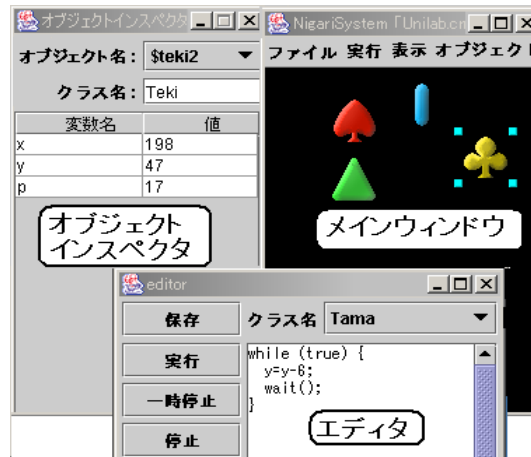 オブジェクトインスペクタ
オブジェクト名: $teki2
クラス名: Teki
変数名 値
x 198
y 47
p 17
オブジェクト
インスペクタ
NigariSystem「Unilab.cm
ファイル 実行 表示 オブジェクト
メインウィンドウ
editor
保存
実行
一時停止
停止
クラス名 Tama
while (true) {
y=y-6;
wait();
}
エディタ